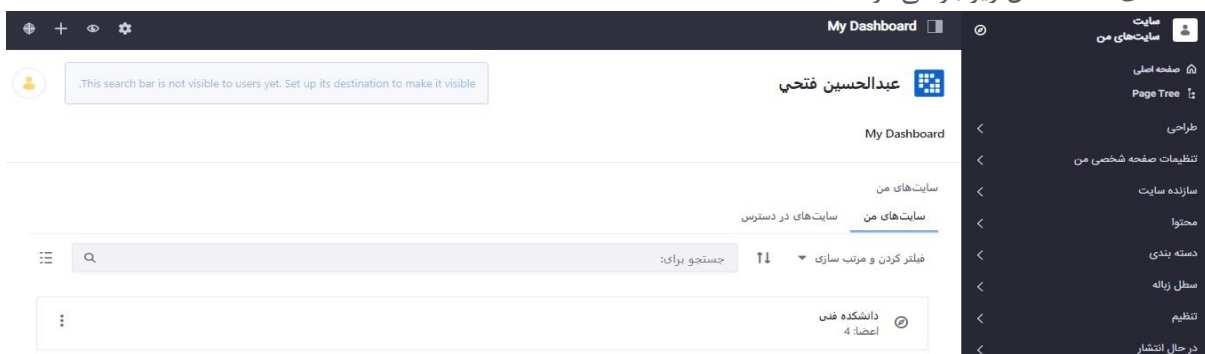 سایت
سایت‌های من
My Dashboard
صفحه اصلی
Page Tree
طراحی
تنظیمات صفحه شخصی من
سازنده سایت
محتوا
دسته بندی
سطل زباله
تنظیم
در حال انتشار
عبدالحسین فتحي
This search bar is not visible to users yet. Set up its destination to make it visible.
My Dashboard
سایت‌های من
سایت‌های من سایت‌های در دسترس
فیلتر کردن و مرتب سازی جستجو برای:
دانشکده فنی
اعضا: 4